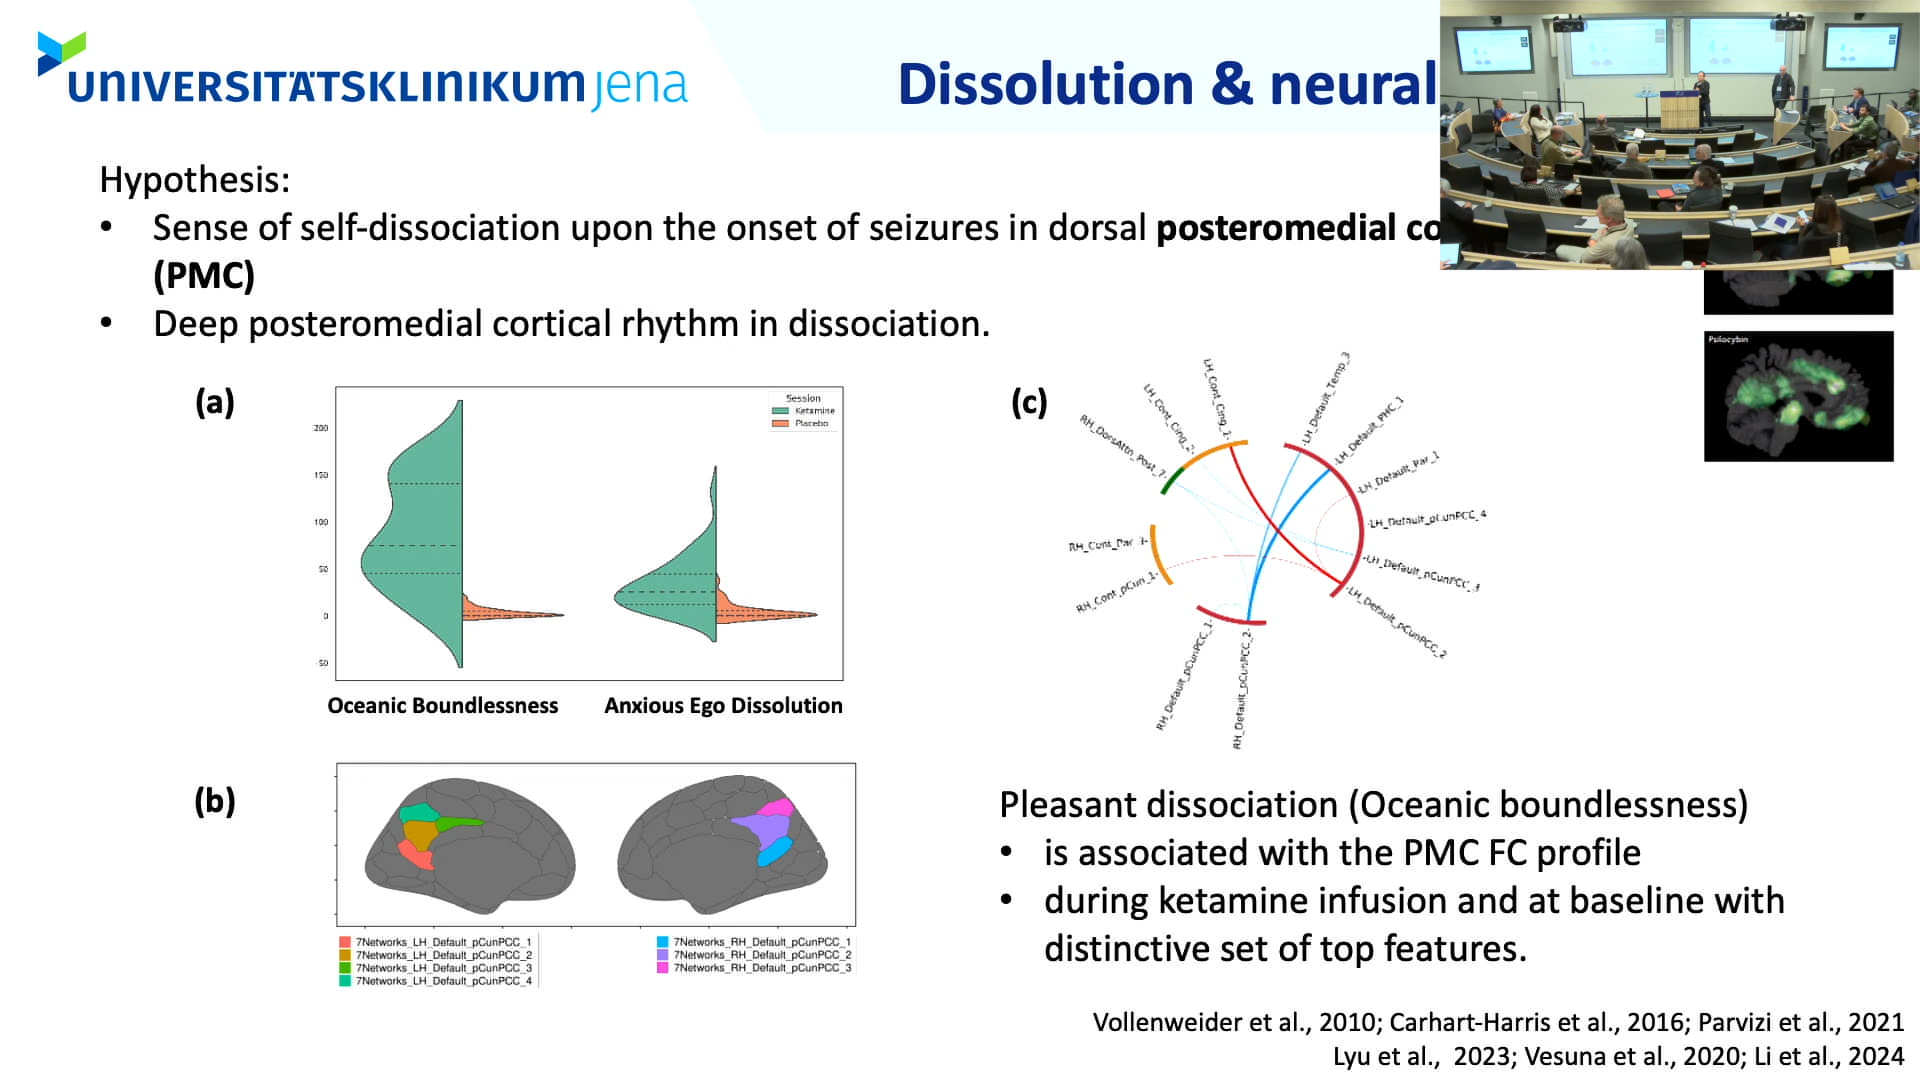 UNIVERSITÄTSKLINIKUM jena
Dissolution & neural
Hypothesis:
• Sense of self-dissociation upon the onset of seizures in dorsal posteromedial co
(PMC)
• Deep posteromedial cortical rhythm in dissociation.
(a)
Session
Ketamine
Placebo
200
150
100
50
0
-50
Oceanic Boundlessness
Anxious Ego Dissolution
(b)
7Networks_LH_Default_pCunPCC_1
7Networks_LH_Default_pCunPCC_2
7Networks_LH_Default_pCunPCC_3
7Networks_LH_Default_pCunPCC_4
7Networks_RH_Default_pCunPCC_1
7Networks_RH_Default_pCunPCC_2
7Networks_RH_Default_pCunPCC_3
(c)
LH_Default_Temp_3
LH_Default_PHC_1
LH_Default_Par_1
LH_Default_pCunPCC_4
LH_Default_pCunPCC_3
LH_Default_pCunPCC_2
RH_Default_pCunPCC_2
RH_Default_pCunPCC_1
RH_Cont_pCun_1
RH_Cont_Par_3
RH_DorsAttn_Post_7
LH_Cont_Cing_2
LH_Cont_Cing_1
Psilocybin
Pleasant dissociation (Oceanic boundlessness)
• is associated with the PMC FC profile
• during ketamine infusion and at baseline with
distinctive set of top features.
Vollenweider et al., 2010; Carhart-Harris et al., 2016; Parvizi et al., 2021
Lyu et al., 2023; Vesuna et al., 2020; Li et al., 2024